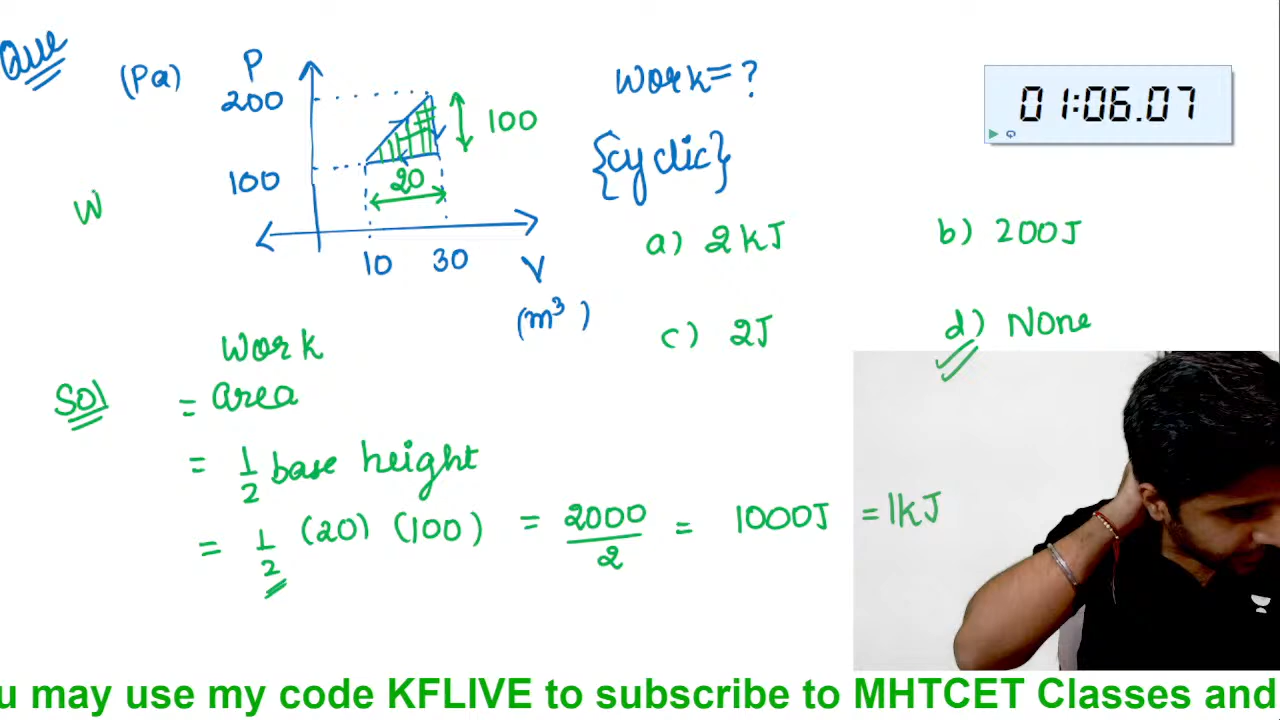 Que
(Pa)
P
200
100
100
20
10
30
V
(m³)
W
work=?
{cyclic}
01:06.07
a) 2kJ
b) 200J
c) 2J
d) None
Work
Sol
= area
= 1/2 base height
= 1/2 (20) (100) = 2000/2 = 1000J = 1kJ
u may use my code KFLIVE to subscribe to MHTCET Classes and